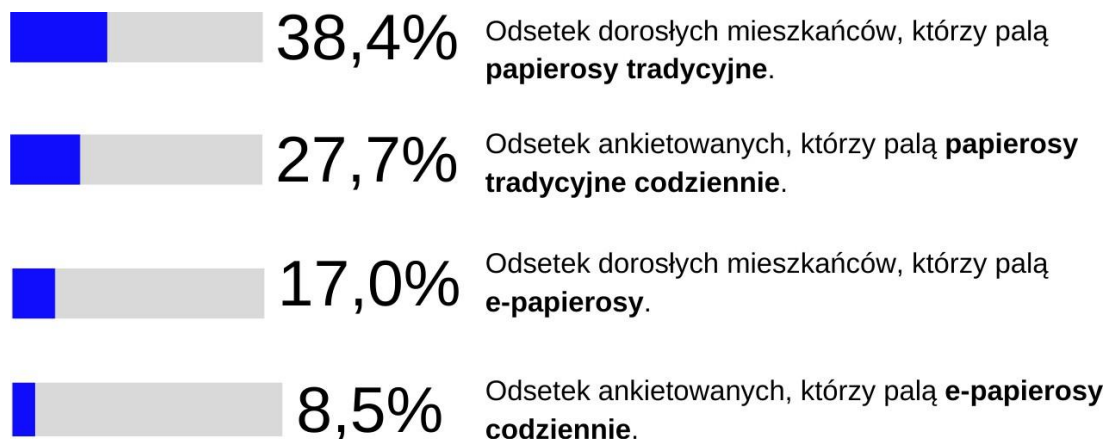 38,4%
Odsetek dorosłych mieszkańców, którzy palą
papierosy tradycyjne.
27,7%
Odsetek ankietowanych, którzy palą papierosy
tradycyjne codziennie.
17,0%
Odsetek dorosłych mieszkańców, którzy palą
e-papierosy.
8,5%
Odsetek ankietowanych, którzy palą e-papierosy
codziennie.